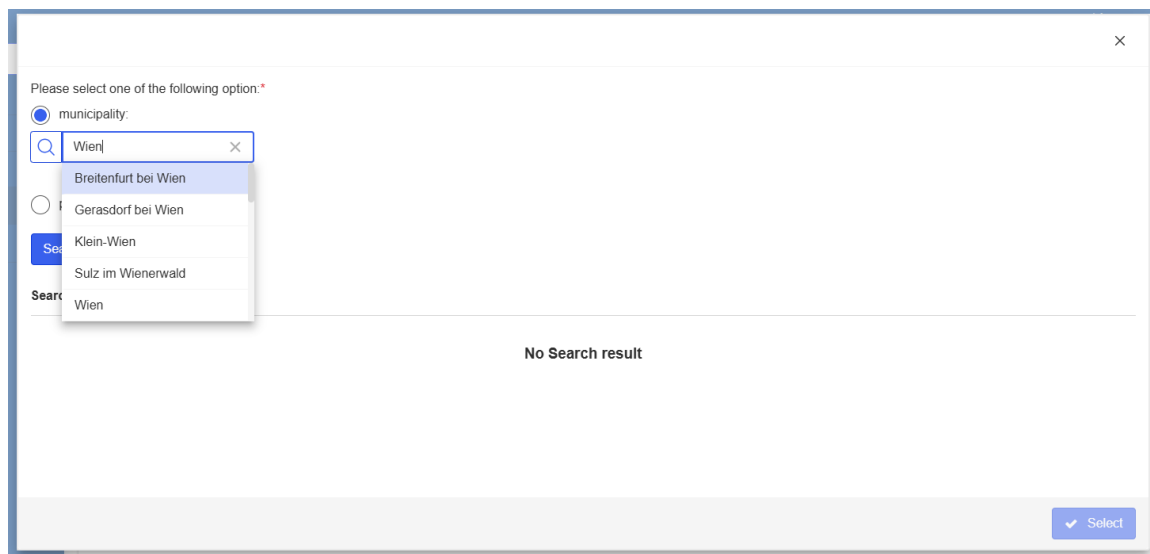 Please select one of the following option:*
municipality:
Wien
Breitenfurt bei Wien
Gerasdorf bei Wien
Klein-Wien
Sulz im Wienerwald
Wien
No Search result
Select